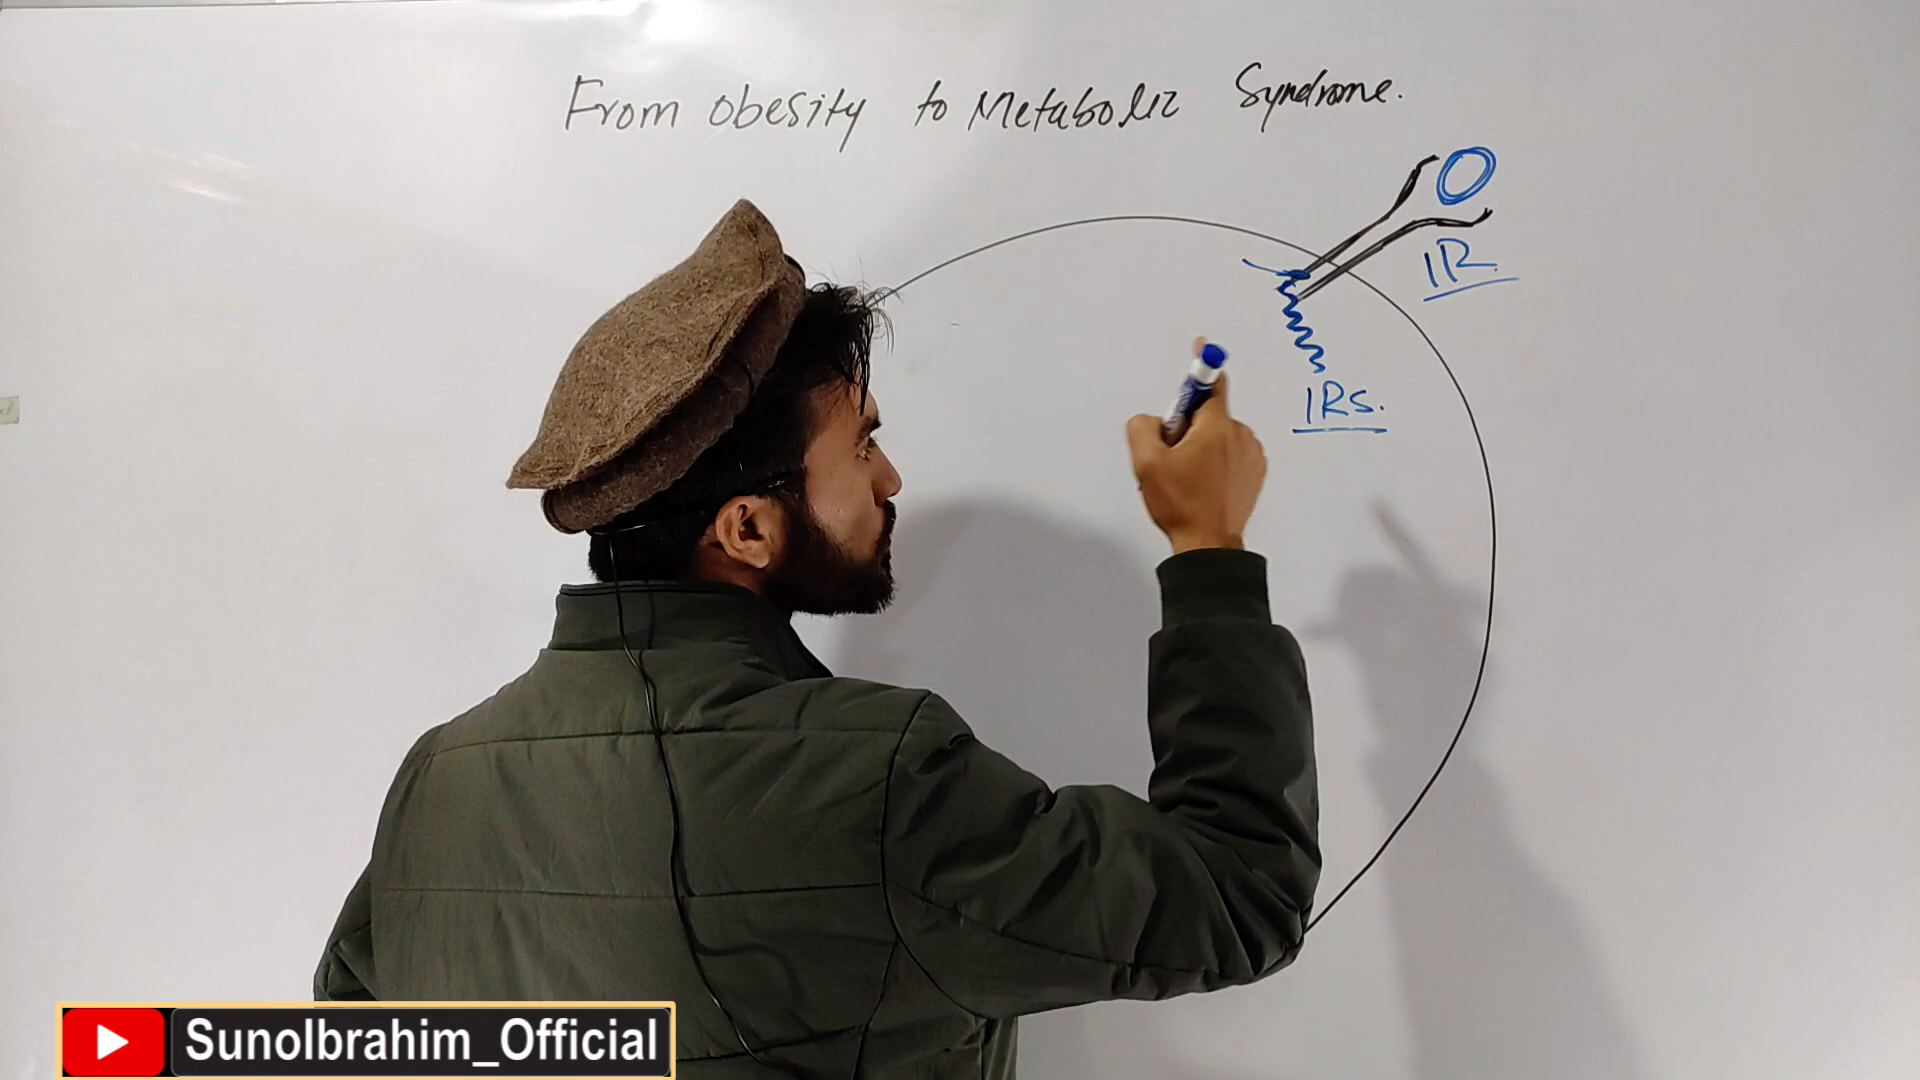 From Obesity to Metabolic Syndrome.
IR.
IRS.
SunoIbrahim_Official